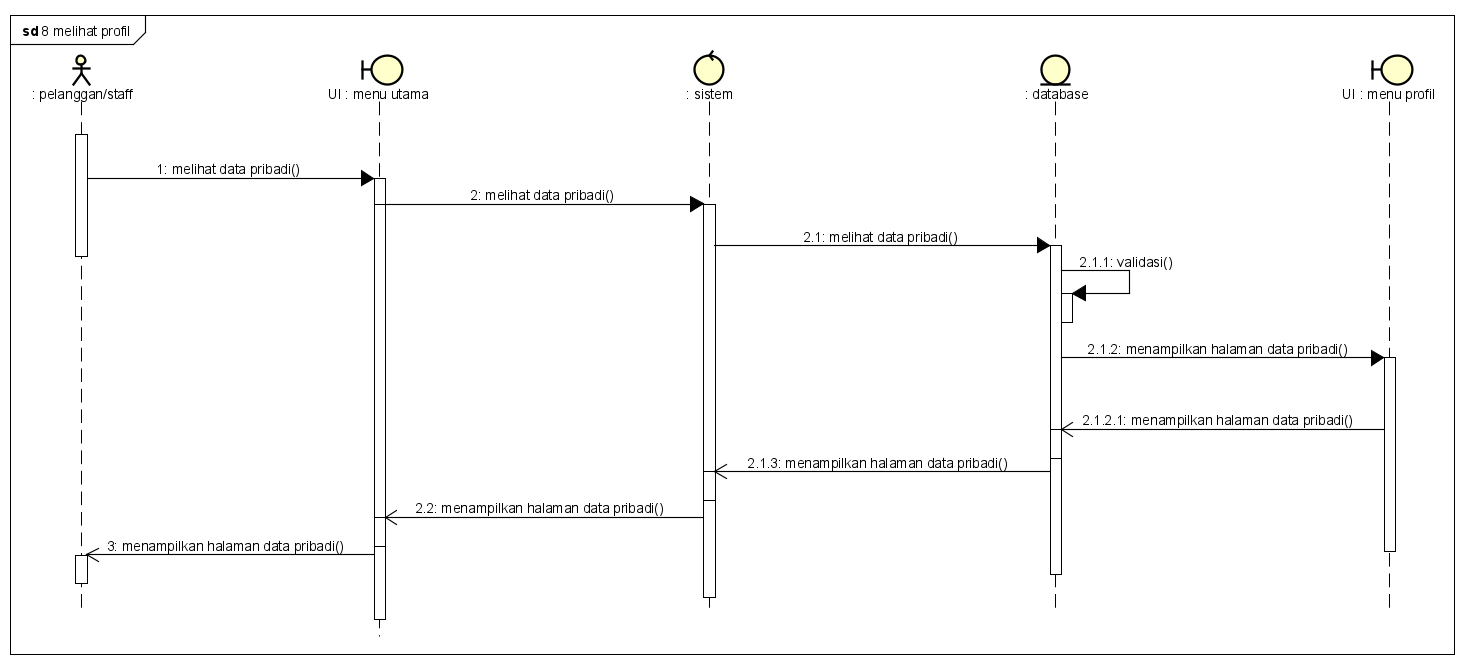 sd 8 melihat profil
: pelanggan/staff
UI : menu utama
: sistem
: database
UI : menu profil
1: melihat data pribadi()
2: melihat data pribadi()
2.1: melihat data pribadi()
2.1.1: validasi()
2.1.2: menampilkan halaman data pribadi()
2.1.2.1: menampilkan halaman data pribadi()
2.1.3: menampilkan halaman data pribadi()
2.2: menampilkan halaman data pribadi()
3: menampilkan halaman data pribadi()